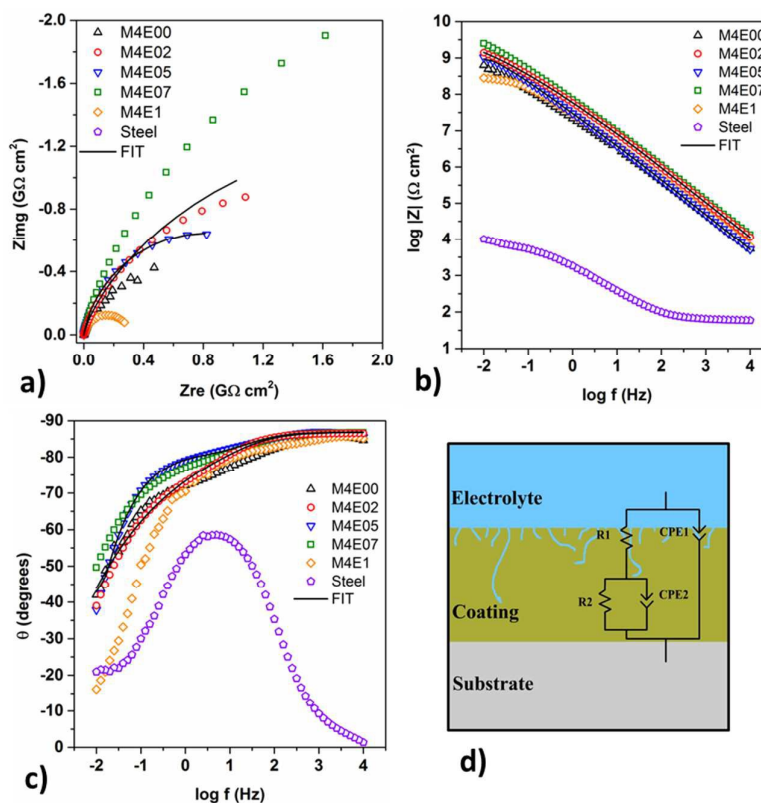 -2.0
-1.6
-1.2
-0.8
-0.4
0.0
0.0 0.4 0.8 1.2 1.6 2.0
Zimg (GΩ cm²)
Zre (GΩ cm²)
M4E00
M4E02
M4E05
M4E07
M4E1
Steel
FIT
a)
10
9
8
7
6
5
4
3
2
1
-2 -1 0 1 2 3 4
log |Z| (Ω cm²)
log f (Hz)
M4E00
M4E02
M4E05
M4E07
M4E1
Steel
FIT
b)
-90
-80
-70
-60
-50
-40
-30
-20
-10
0
-2 -1 0 1 2 3 4
θ (degrees)
log f (Hz)
M4E00
M4E02
M4E05
M4E07
M4E1
Steel
FIT
c)
Electrolyte
R1
CPE1
Coating
R2
CPE2
Substrate
d)